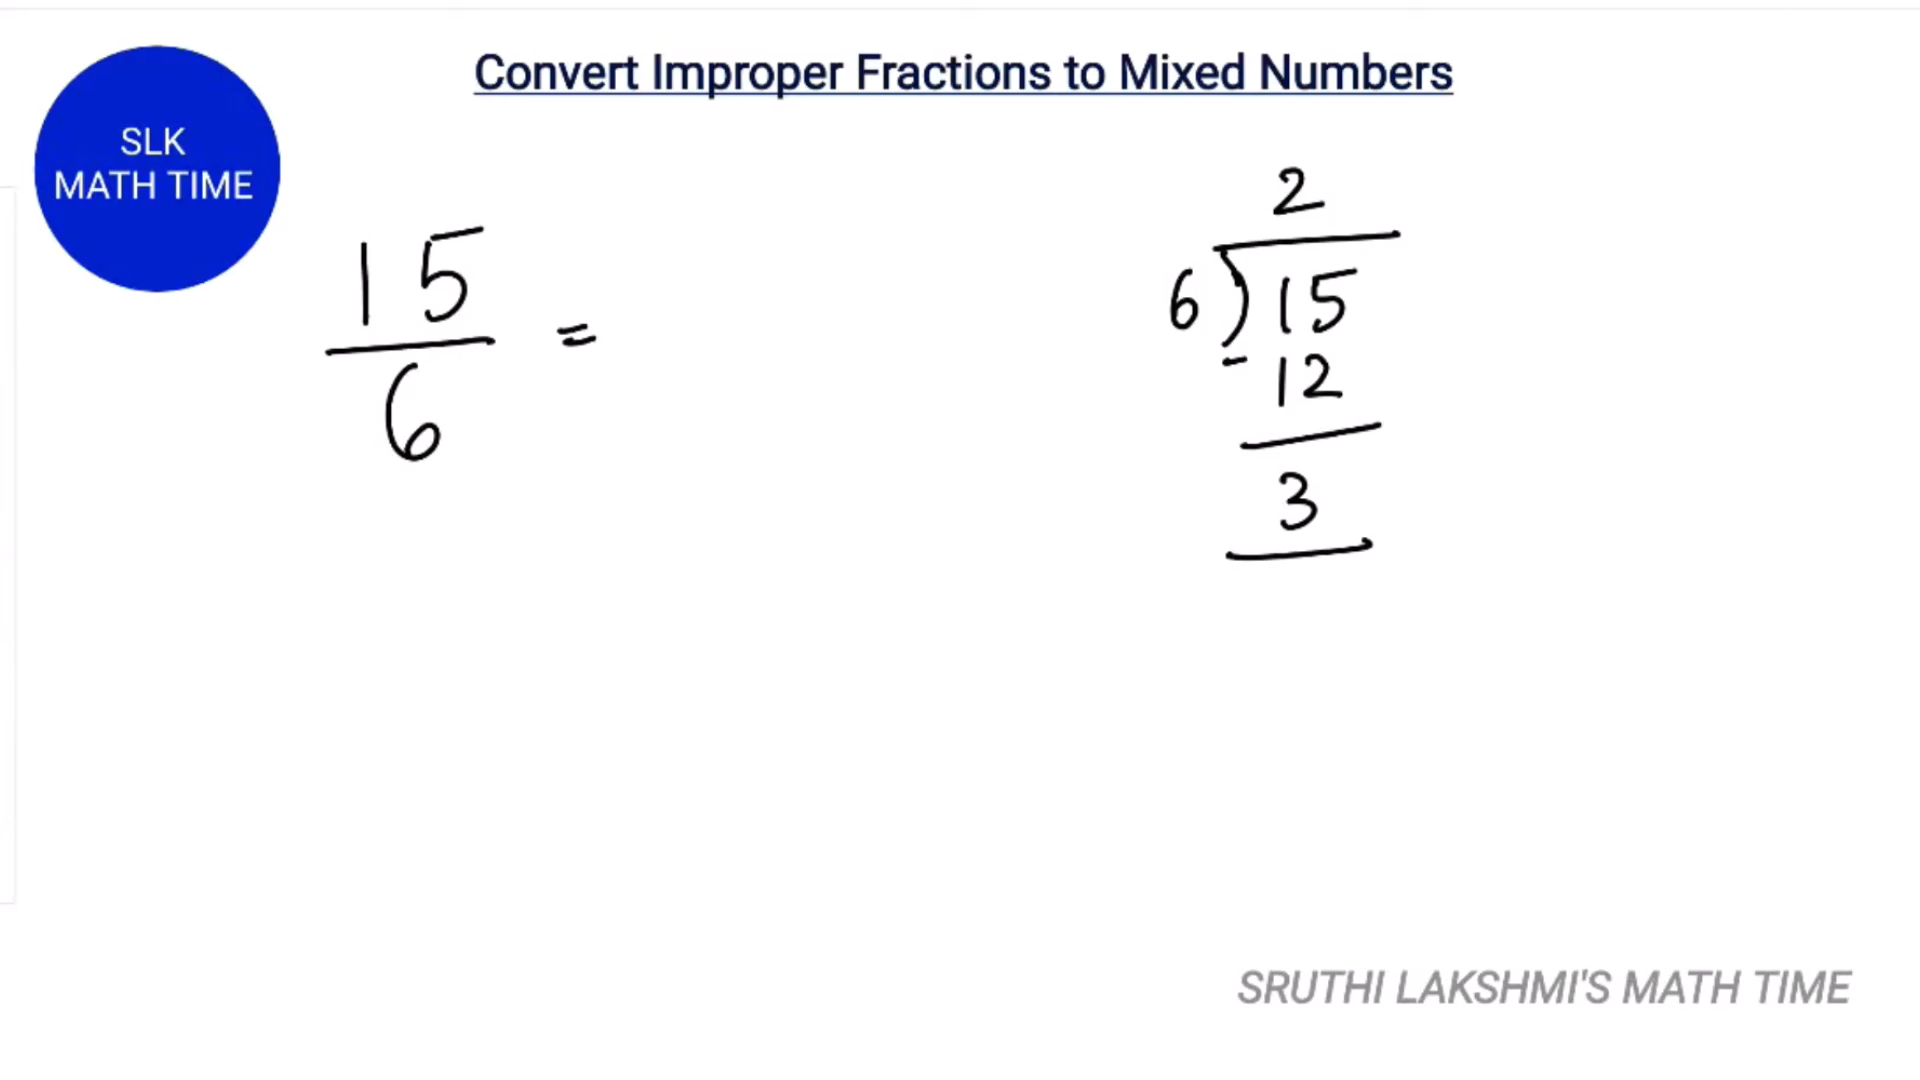 Convert Improper Fractions to Mixed Numbers
SLK
MATH TIME
15
6
=
2
6)15
- 12
3
SRUTHI LAKSHMI'S MATH TIME